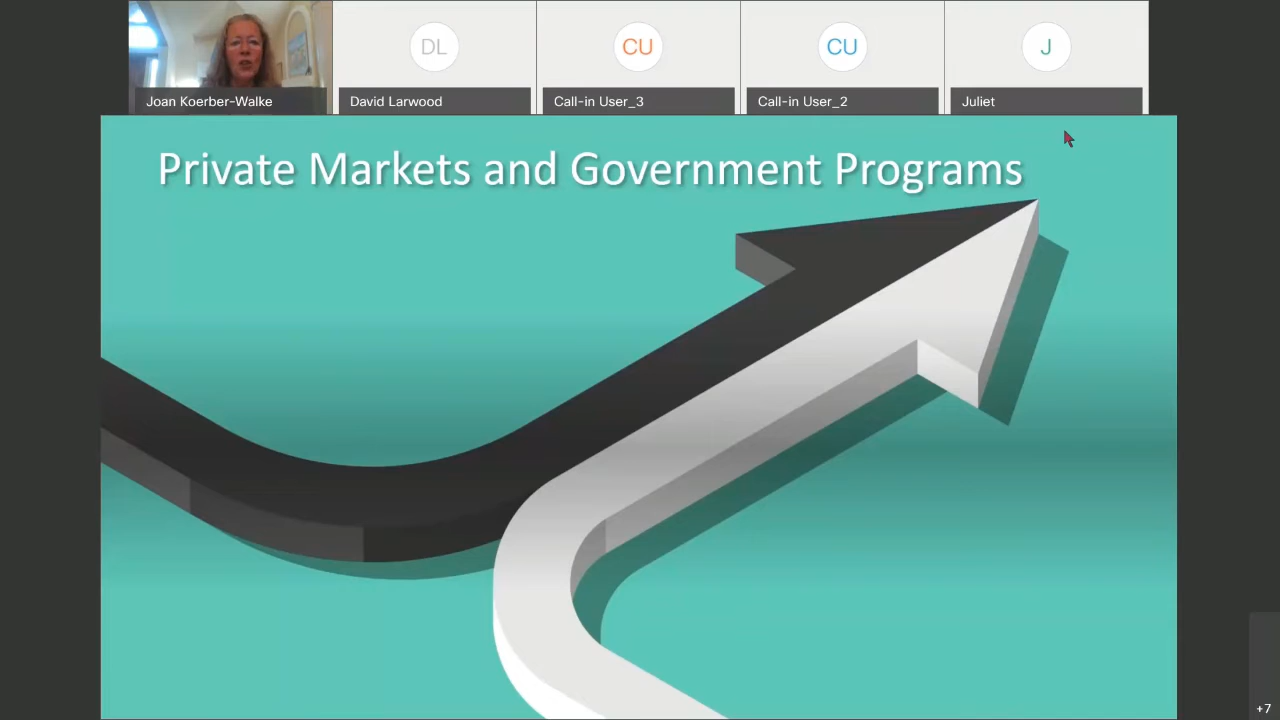 DL
CU
CU
J
Joan Koerber-Walke
David Larwood
Call-in User_3
Call-in User_2
Juliet
Private Markets and Government Programs
+7